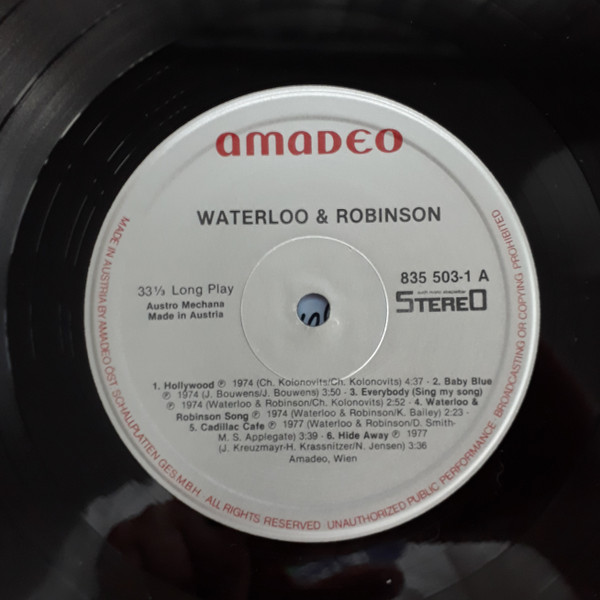 amaDEO
WATERLOO & ROBINSON
33⅓ Long Play
Austro Mechana
Made in Austria
835 503-1 A
STEREO
1. Hollywood ℗ 1974 (Ch. Kolonovits/Ch. Kolonovits) 4:37 · 2. Baby Blue
℗ 1974 (J. Bouwens/J. Bouwens) 3:50 · 3. Everybody (Sing my song)
℗ 1974 (Waterloo & Robinson/Ch. Kolonovits) 2:52 · 4. Waterloo &
Robinson Song ℗ 1974 (Waterloo & Robinson/K. Bailey) 2:23 ·
5. Cadillac Cafe ℗ 1977 (Waterloo & Robinson/D. Smith-
M. S. Applegate) 3:39 · 6. Hide Away ℗ 1977
(J. Kreuzmayr-H. Krassnitzer/N. Jensen) 3:36
Amadeo, Wien
MADE IN AUSTRIA BY AMADEO ÖST. SCHALLPLATTEN GES.M.B.H. ALL RIGHTS RESERVED · UNAUTHORIZED PUBLIC PERFORMANCE · BROADCASTING OR COPYING PROHIBITED